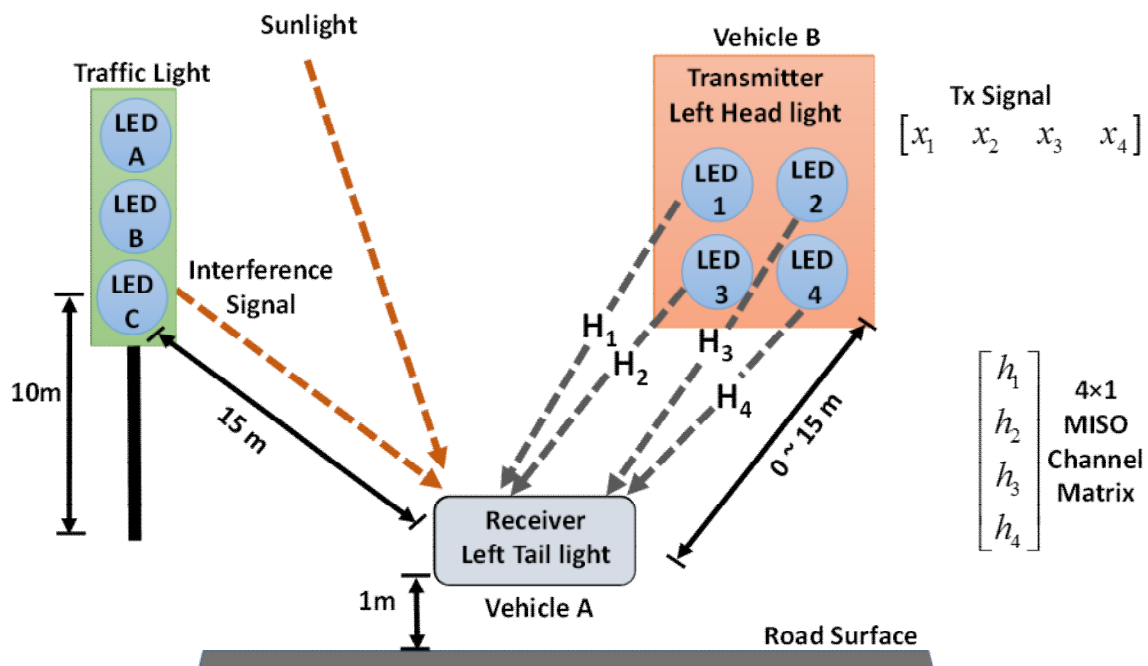 Sunlight
Traffic Light
LED
A
LED
B
LED
C
Interference
Signal
10m
15 m
Vehicle B
Transmitter
Left Head light
LED
1
LED
2
LED
3
LED
4
Tx Signal
[x₁ x₂ x₃ x₄]
H₁
H₂
H₃
H₄
0 ~ 15 m
h₁
h₂
h₃
h₄
4×1
MISO
Channel
Matrix
Receiver
Left Tail light
1m
Vehicle A
Road Surface